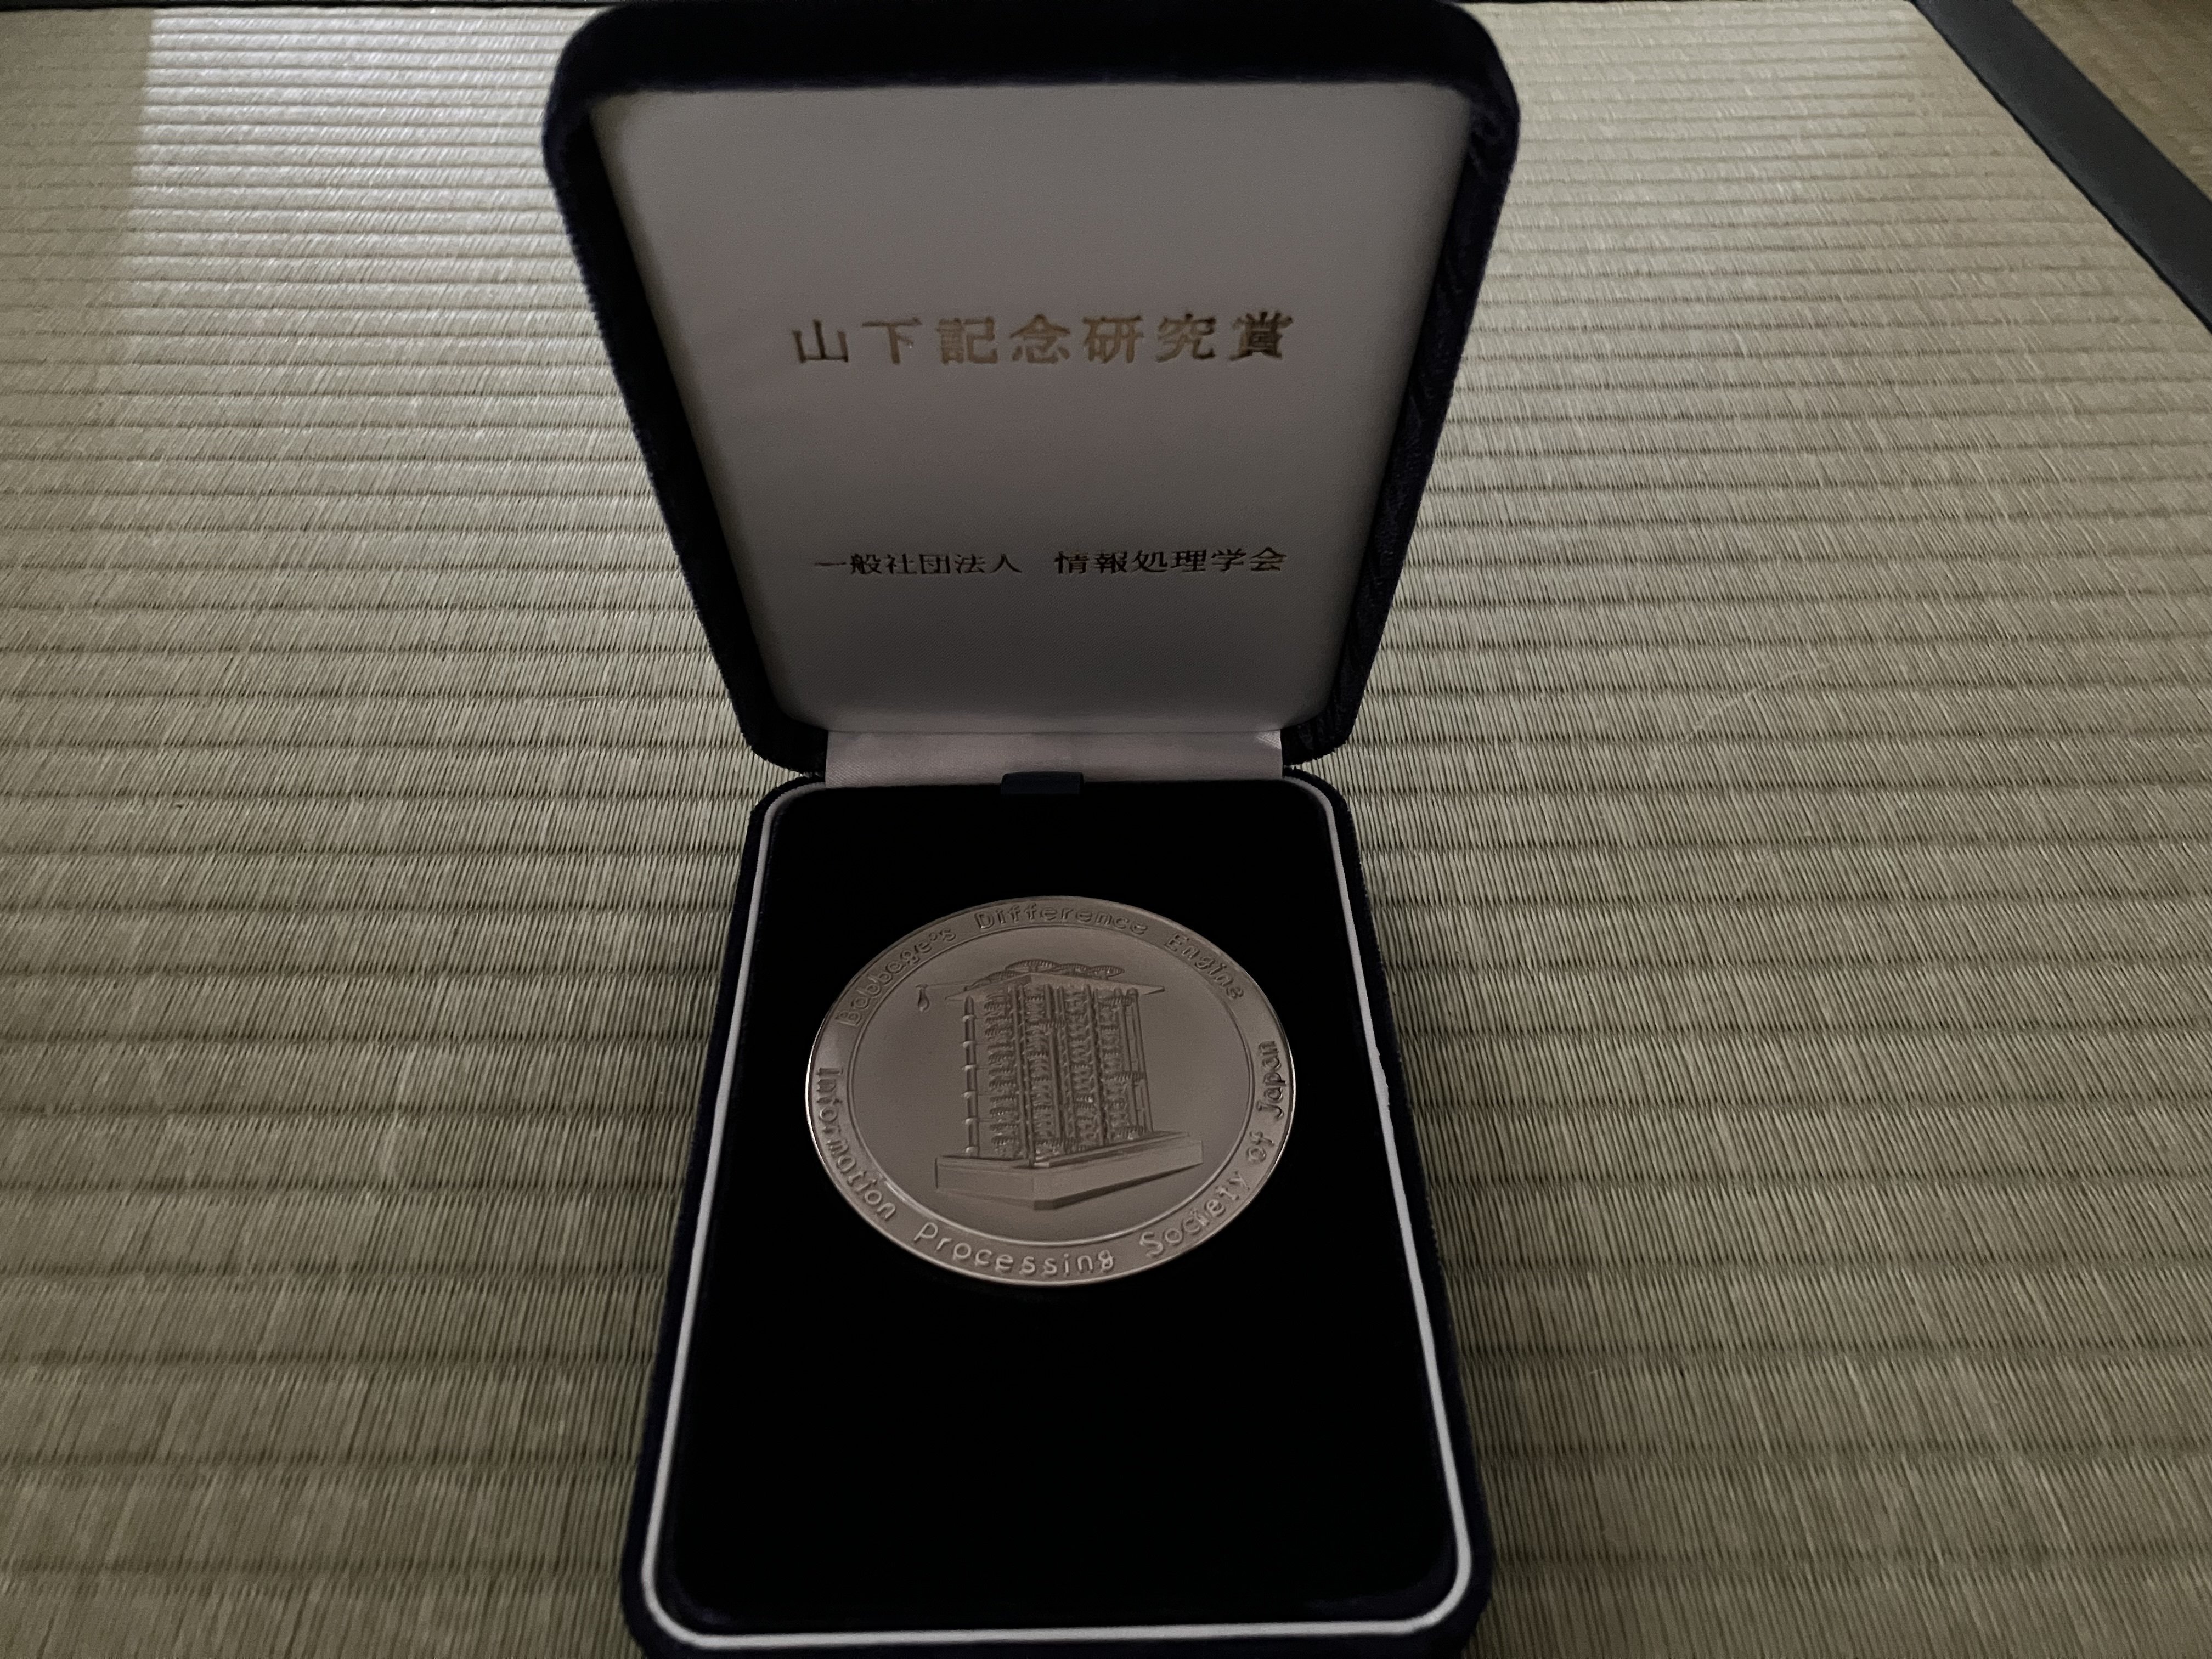 山下記念研究賞
一般社団法人 情報処理学会
Babbage's Difference Engine
Information Processing Society of Japan